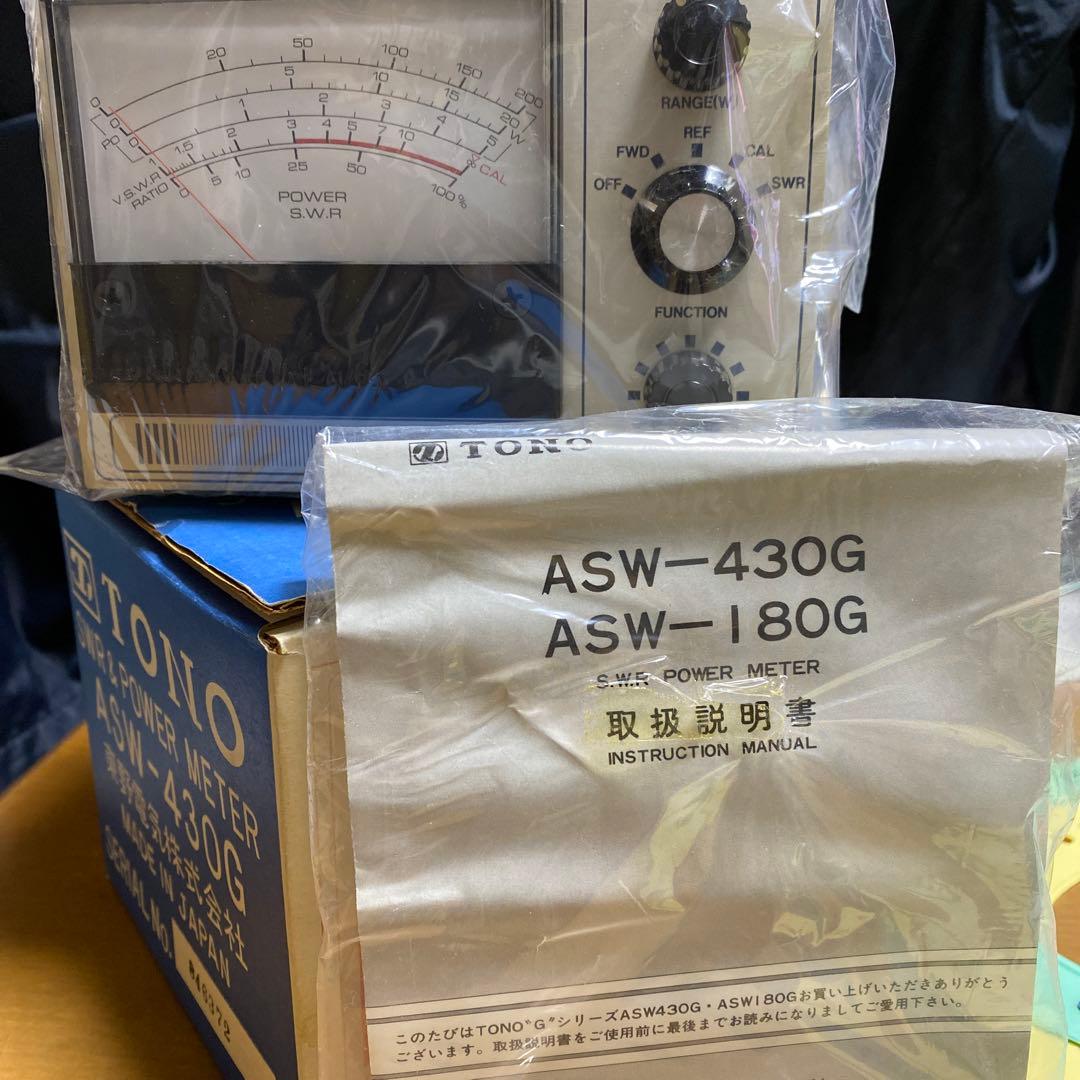 20 50 100 150 200
0 5 10 15 20
0 1 2 3 4 5 W
PO
1 1.5 2 3 4 5 7 10
V.S.W.R RATIO
0 5 10 25 50 100 %
CAL
POWER
S.W.R
RANGE(W)
REF
FWD CAL
OFF SWR
FUNCTION
TONO
SWR & POWER METER
ASW-430G
東野電気株式会社
MADE IN JAPAN
SERIAL No.
846372
TONO
ASW-430G
ASW-180G
S.W.R POWER METER
取扱説明書
INSTRUCTION MANUAL
このたびはTONO"G"シリーズASW430G・ASW180Gお買い上げいただきありがとう
ございます。取扱説明書をご使用前に最後までお読みになりましてご愛用下さい。